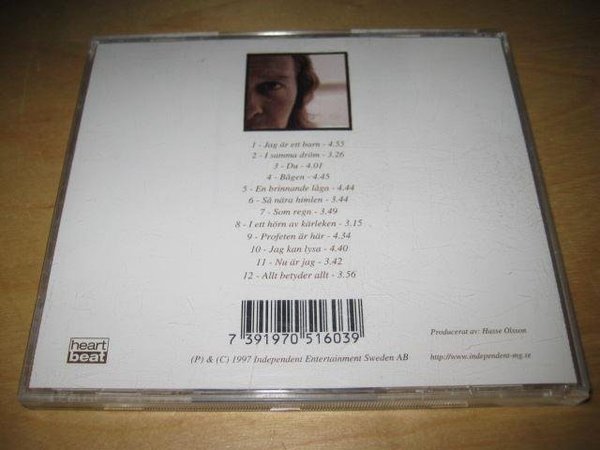 1 - Jag är ett barn - 4.55
2 - I samma dröm - 3.26
3 - Du - 4.01
4 - Bågen - 4.45
5 - En brinnande låga - 4.44
6 - Så nära himlen - 3.44
7 - Som regn - 3.49
8 - I ett hörn av kärleken - 3.15
9 - Profeten är här - 4.34
10 - Jag kan lysa - 4.40
11 - Nu är jag - 3.42
12 - Allt betyder allt - 3.56
7 391970 516039
Producerat av: Hasse Olsson
heart
beat
(P) & (C) 1997 Independent Entertainment Sweden AB
http://www.independent-mg.se